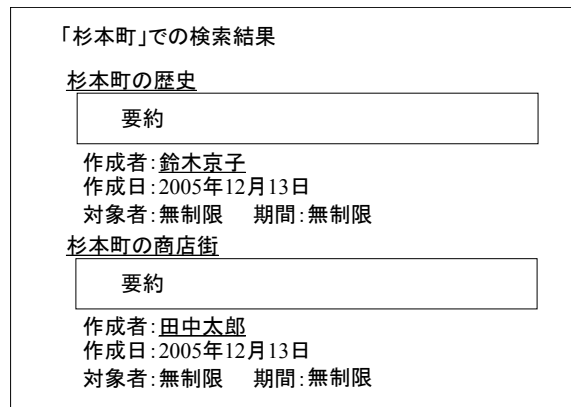 「杉本町」での検索結果
杉本町の歴史
要約
作成者:鈴木京子
作成日:2005年12月13日
対象者:無制限 期間:無制限
杉本町の商店街
要約
作成者:田中太郎
作成日:2005年12月13日
対象者:無制限 期間:無制限